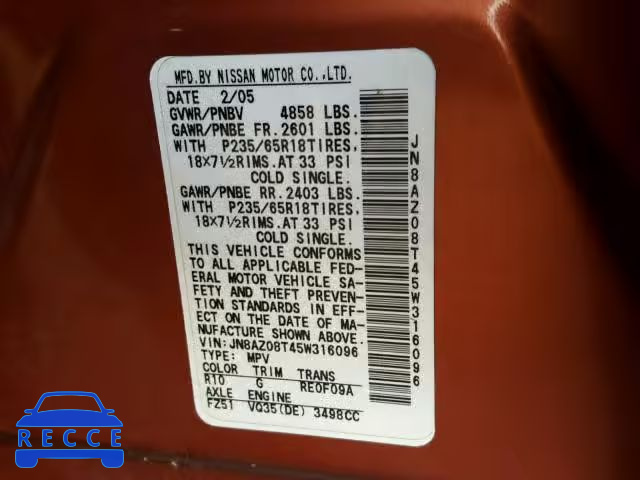 MFD.BY NISSAN MOTOR CO.,LTD.
DATE 2/05
GVWR/PNBV 4858 LBS.
GAWR/PNBE FR.2601 LBS.
WITH P235/65R18TIRES,
18X7½RIMS.AT 33 PSI
COLD SINGLE.
GAWR/PNBE RR.2403 LBS.
WITH P235/65R18TIRES,
18X7½RIMS.AT 33 PSI
COLD SINGLE.
THIS VEHICLE CONFORMS
TO ALL APPLICABLE FED-
ERAL MOTOR VEHICLE SA-
FETY AND THEFT PREVEN-
TION STANDARDS IN EFF-
ECT ON THE DATE OF MA-
NUFACTURE SHOWN ABOVE.
VIN:JN8AZ08T45W316096
TYPE: MPV
COLOR TRIM TRANS
R10 G RE0F09A
AXLE ENGINE
FZ51 VQ35(DE) 3498CC
JN8AZ08T45W316096
RECCE